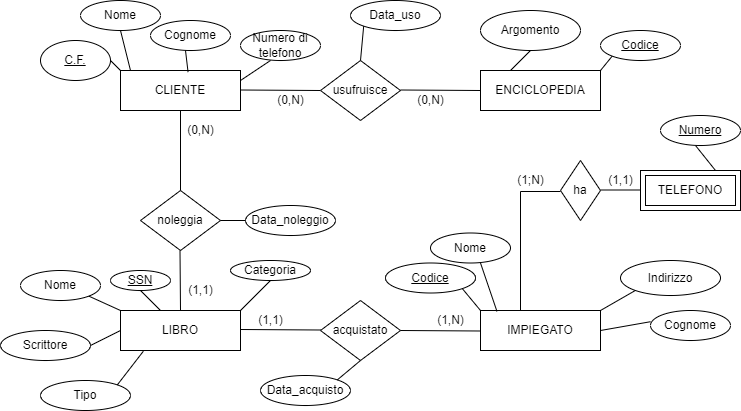 Nome
Cognome
Numero di
telefono
C.F.
Data_uso
Argomento
Codice
CLIENTE
(0,N)
usufruisce
(0,N)
ENCICLOPEDIA
(0,N)
Numero
(1;N)
ha
(1,1)
TELEFONO
noleggia
Data_noleggio
Nome
SSN
Categoria
(1,1)
Nome
Codice
Indirizzo
Scrittore
LIBRO
(1,1)
acquistato
(1,N)
IMPIEGATO
Cognome
Tipo
Data_acquisto